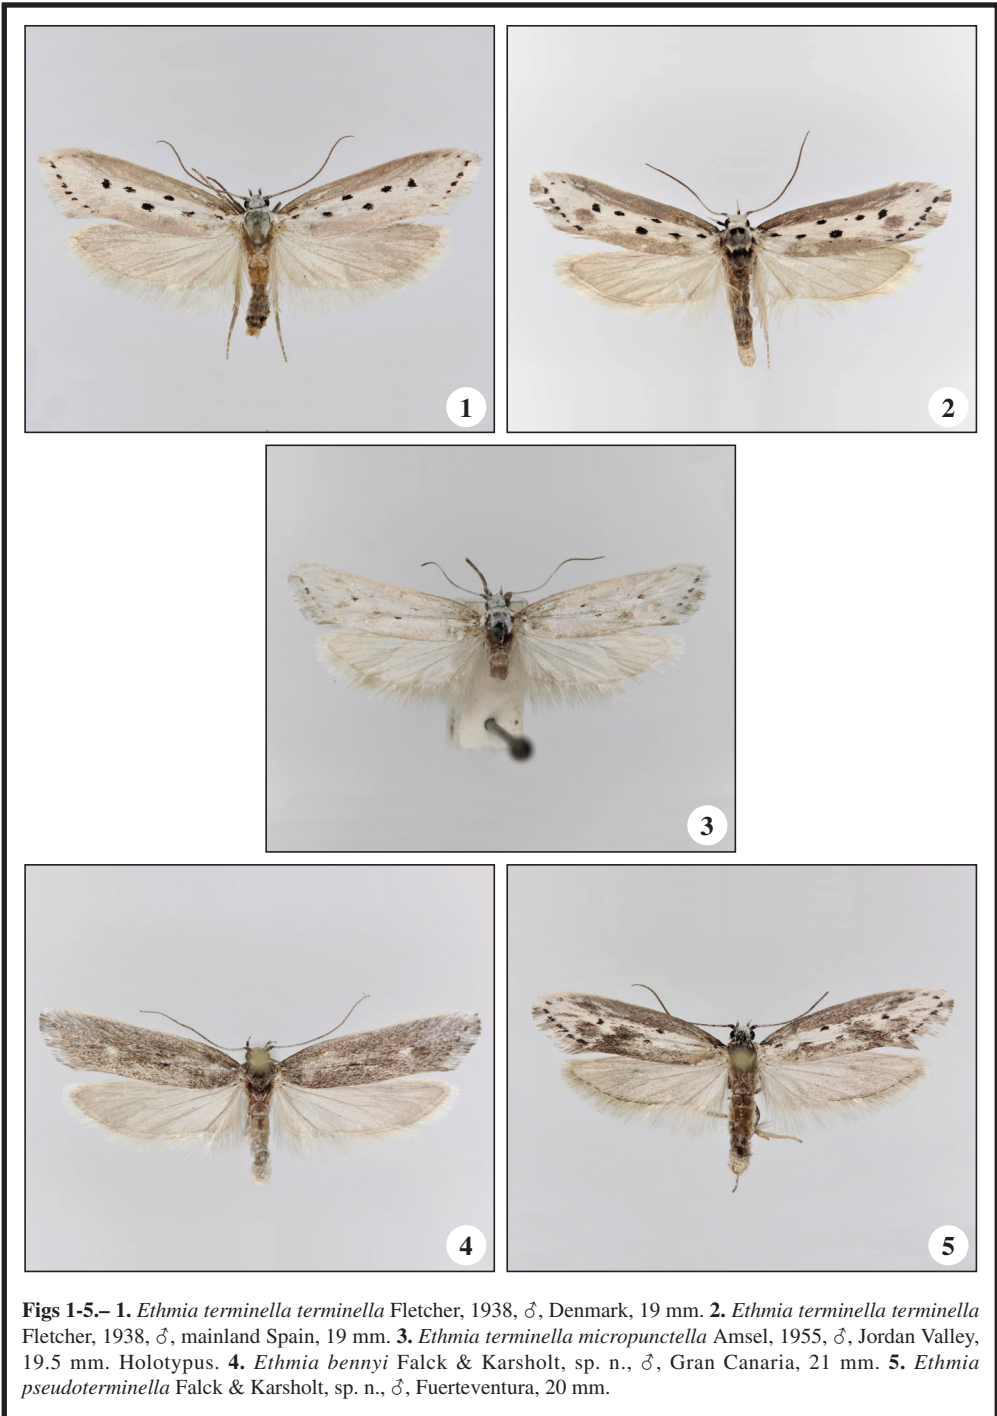 1
2
3
4
5
Figs 1-5.– 1. Ethmia terminella terminella Fletcher, 1938, ♂, Denmark, 19 mm. 2. Ethmia terminella terminella
Fletcher, 1938, ♂, mainland Spain, 19 mm. 3. Ethmia terminella micropunctella Amsel, 1955, ♂, Jordan Valley,
19.5 mm. Holotypus. 4. Ethmia bennyi Falck & Karsholt, sp. n., ♂, Gran Canaria, 21 mm. 5. Ethmia
pseudoterminella Falck & Karsholt, sp. n., ♂, Fuerteventura, 20 mm.